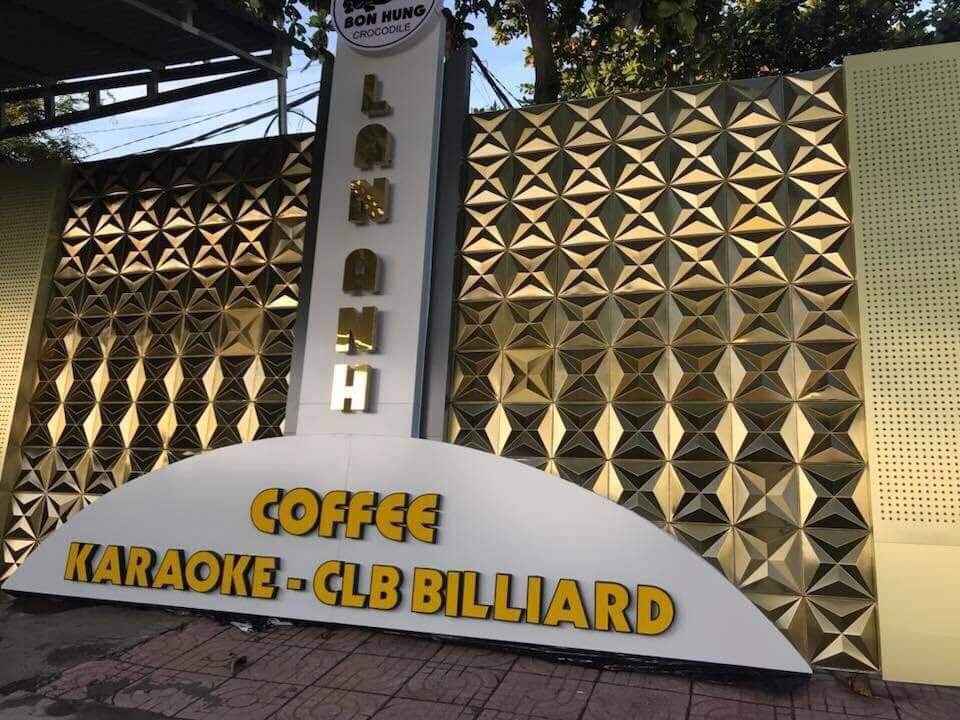 BON HUNG
CROCODILE
LAN ANH
COFFEE
KARAOKE - CLB BILLIARD